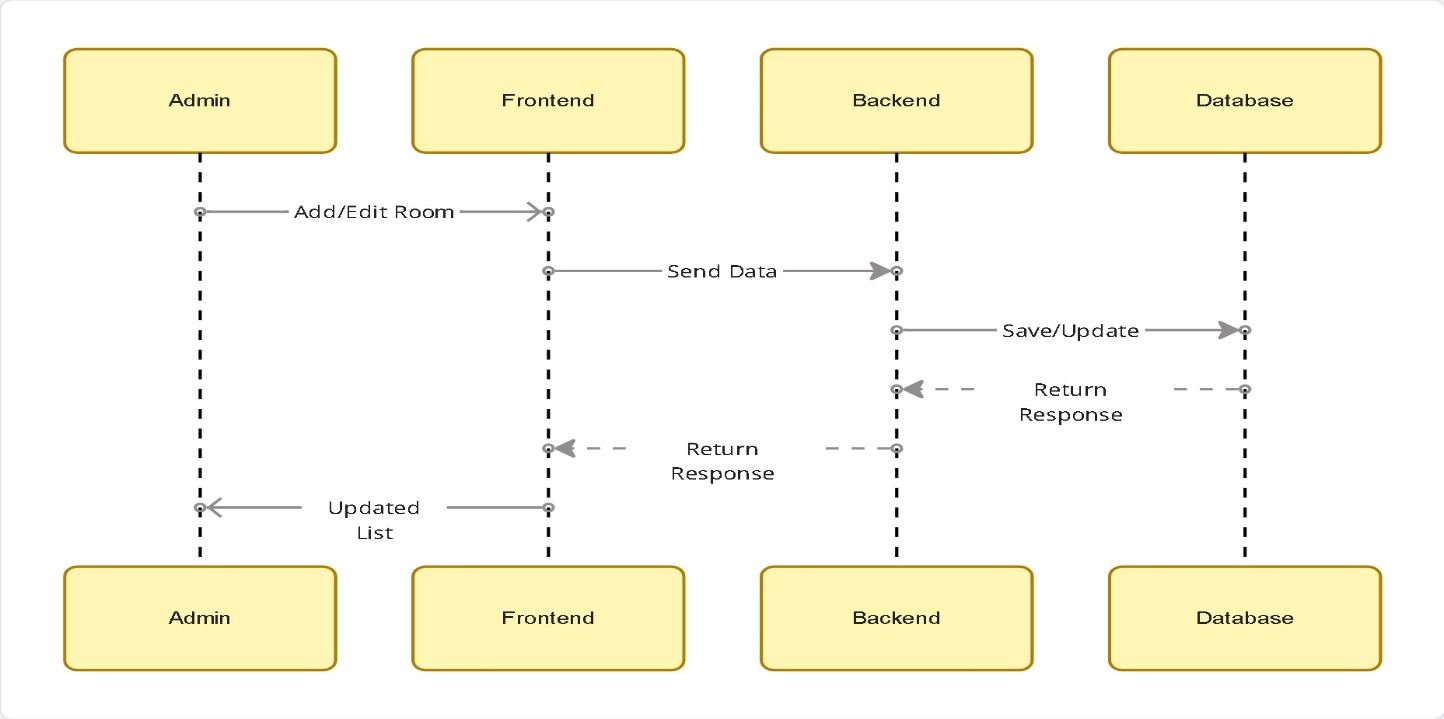 Admin
Frontend
Backend
Database
Add/Edit Room
Send Data
Save/Update
Return
Response
Return
Response
Updated
List
Admin
Frontend
Backend
Database